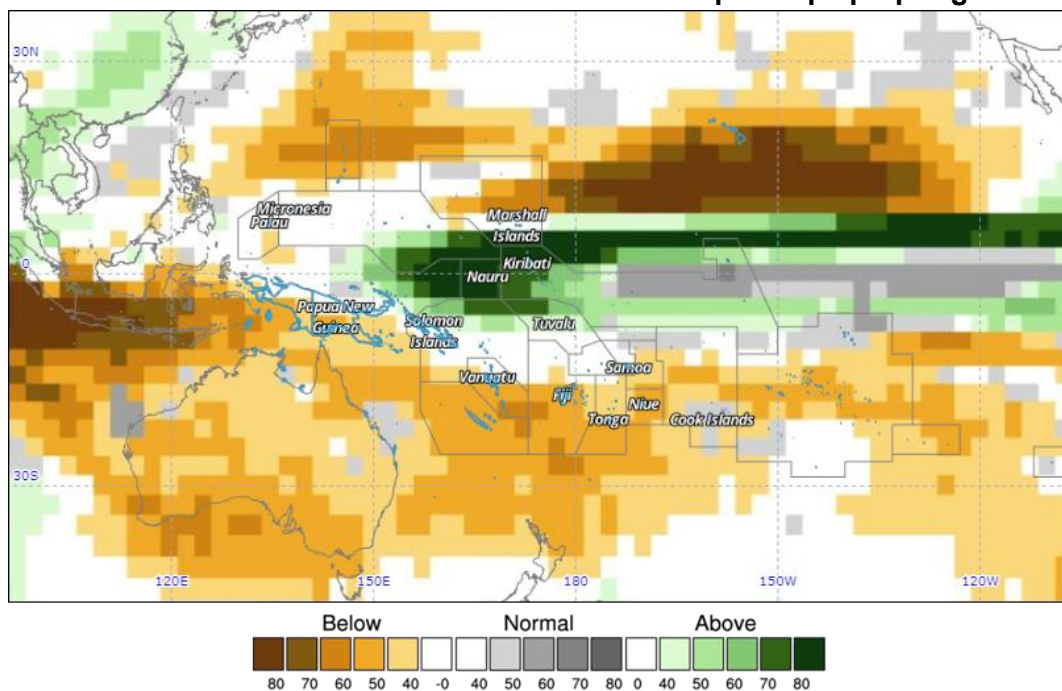 30N
Micronesia
Palau
Marshall
Islands
0
Kiribati
Nauru
Papua New
Guinea
Solomon
Islands
Tuvalu
Samoa
Vanuatu
Fiji
Niue
Tonga
Cook Islands
30S
120E 150E 180 150W 120W
Below Normal Above
80 70 60 50 40 -0 40 50 60 70 80 0 40 50 60 70 80